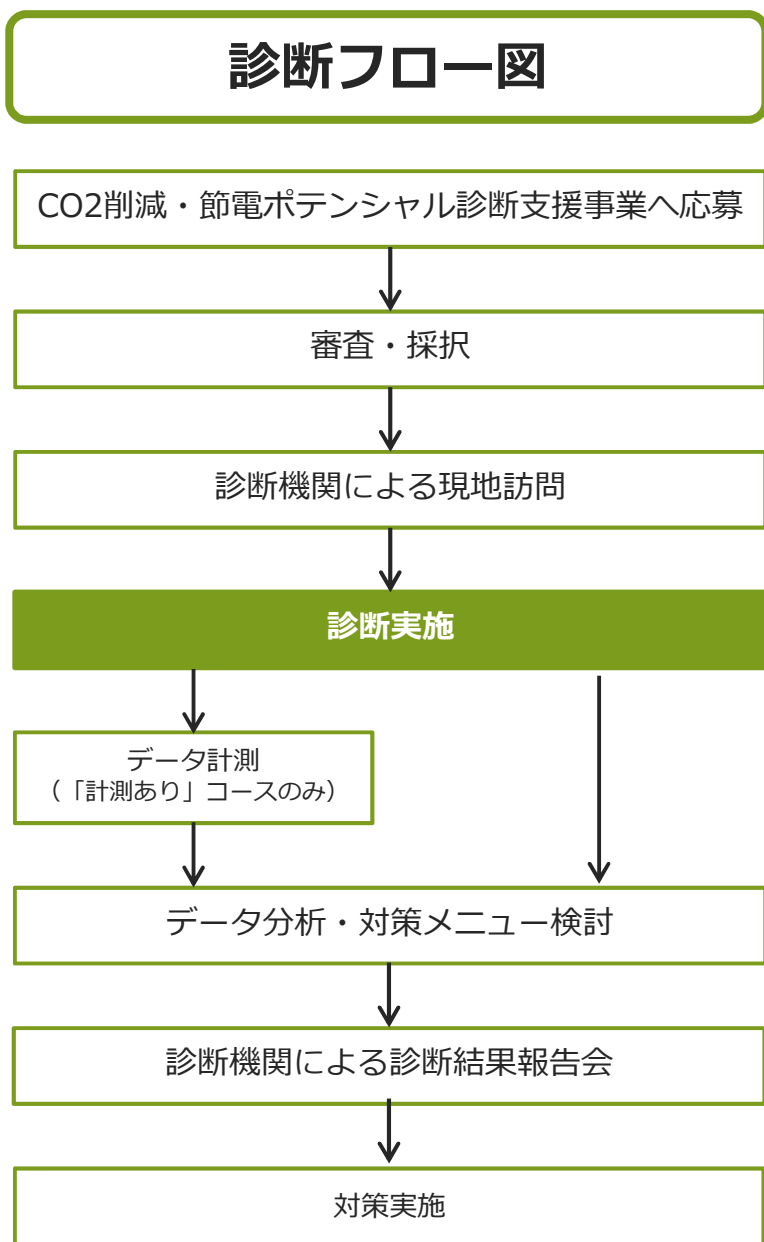 診断フロー図
CO2削減・節電ポテンシャル診断支援事業へ応募
審査・採択
診断機関による現地訪問
診断実施
データ計測
（「計測あり」コースのみ）
データ分析・対策メニュー検討
診断機関による診断結果報告会
対策実施